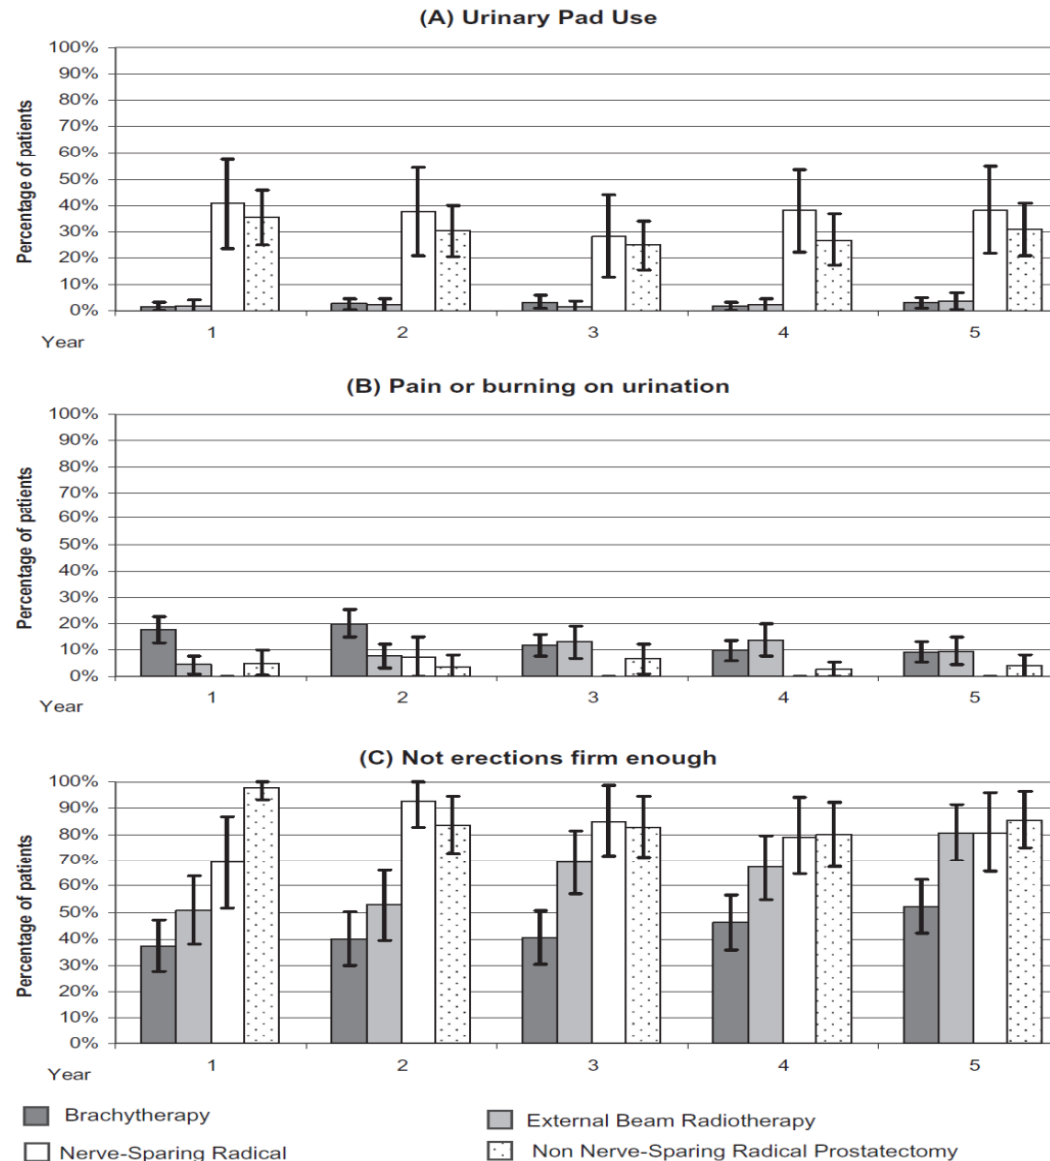 (A) Urinary Pad Use
Percentage of patients
100%
90%
80%
70%
60%
50%
40%
30%
20%
10%
0%
1 2 3 4 5
Year
(B) Pain or burning on urination
Percentage of patients
100%
90%
80%
70%
60%
50%
40%
30%
20%
10%
0%
1 2 3 4 5
Year
(C) Not erections firm enough
Percentage of patients
100%
90%
80%
70%
60%
50%
40%
30%
20%
10%
0%
1 2 3 4 5
Year
Brachytherapy
External Beam Radiotherapy
Nerve-Sparing Radical
Non Nerve-Sparing Radical Prostatectomy